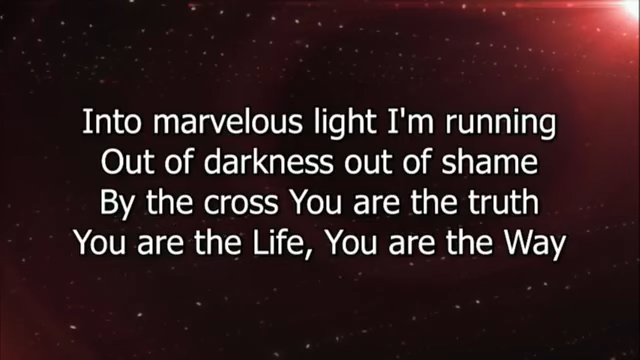 Into marvelous light I'm running
Out of darkness out of shame
By the cross You are the truth
You are the Life, You are the Way